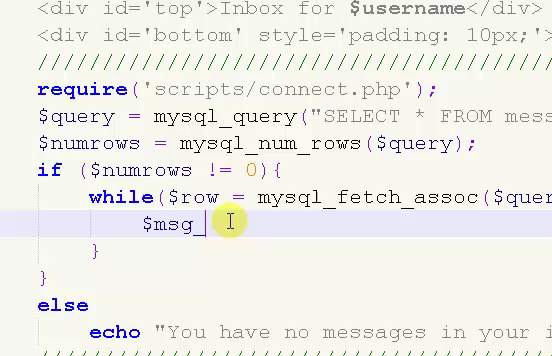 <div id='top'>Inbox for $username</div>
<div id='bottom' style='padding: 10px;'>
////////////////////////////////////////
require('scripts/connect.php');
$query = mysql_query("SELECT * FROM mess
$numrows = mysql_num_rows($query);
if ($numrows != 0){
while($row = mysql_fetch_assoc($quer
$msg_
}
}
else
echo "You have no messages in your i
////////////////////////////////////////